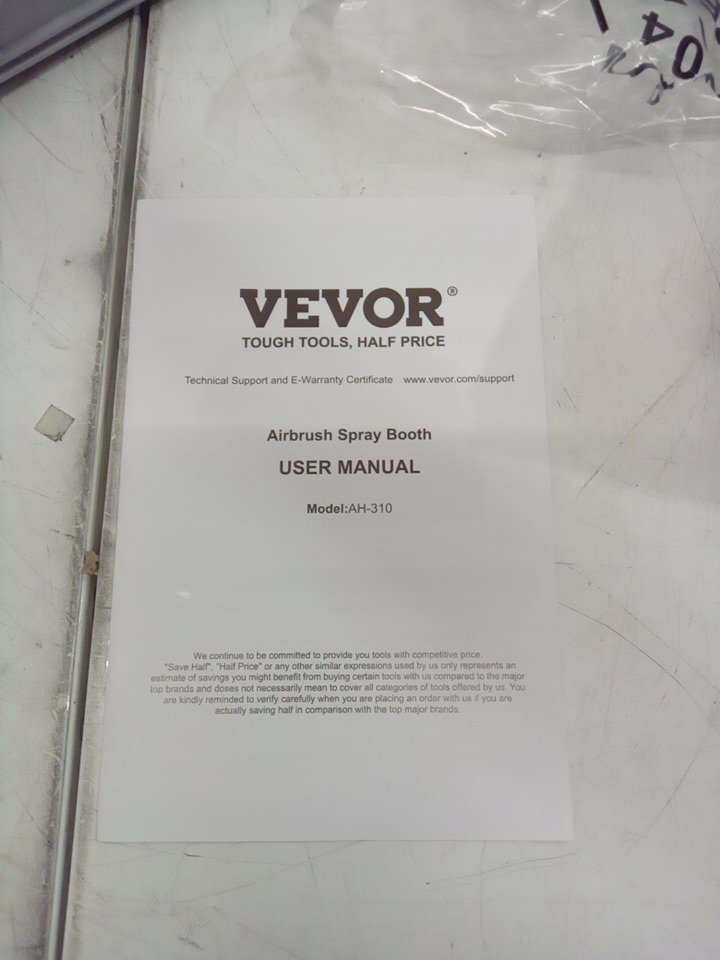 VEVOR®
TOUGH TOOLS, HALF PRICE
Technical Support and E-Warranty Certificate www.vevor.com/support
Airbrush Spray Booth
USER MANUAL
Model:AH-310
We continue to be committed to provide you tools with competitive price.
"Save Half", "Half Price" or any other similar expressions used by us only represents an
estimate of savings you might benefit from buying certain tools with us compared to the major
top brands and doses not necessarily mean to cover all categories of tools offered by us. You
are kindly reminded to verify carefully when you are placing an order with us if you are
actually saving half in comparison with the top major brands.